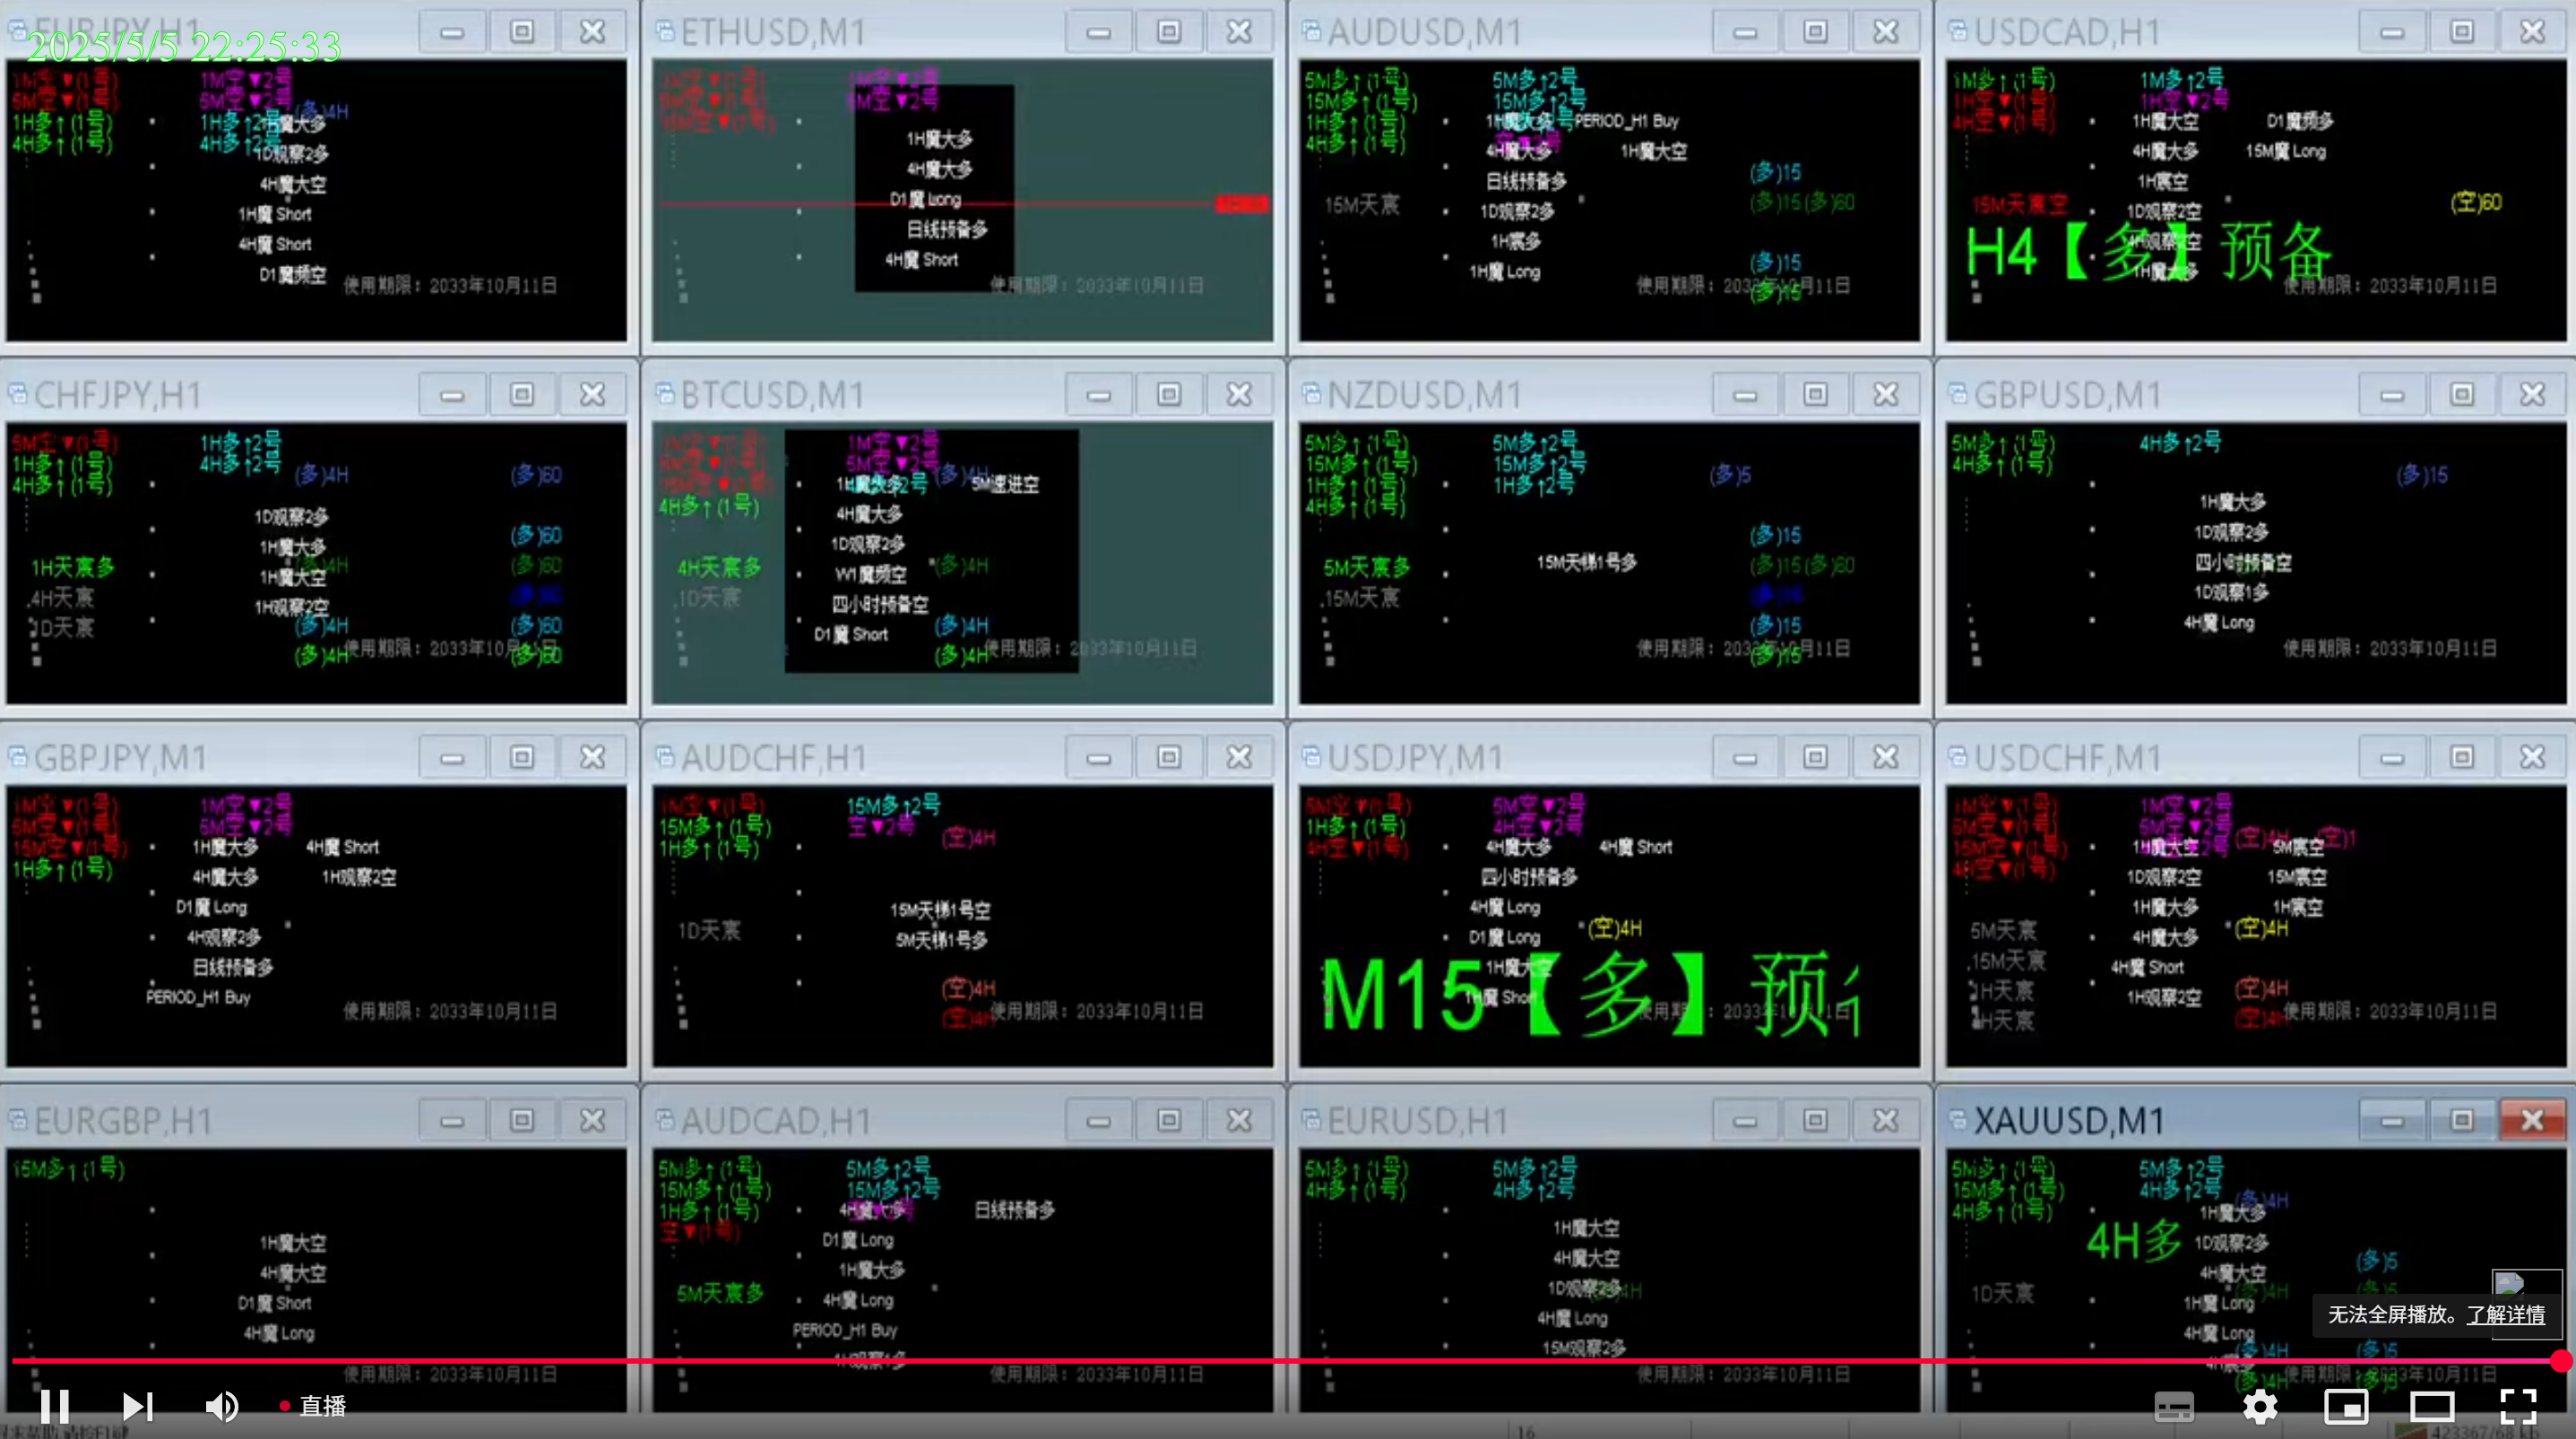 EURJPY,H1
2025/5/5 22:25:33
1M空▼(1号)
5M空▼(1号)
1H多↑(1号)
4H多↑(1号)
1M空▼2号
5M空▼2号
1H多↑2号
4H多↑2号
(多)4H
1H魔大多
1D观察2多
4H魔大空
1H魔 Short
4H魔 Short
D1魔频空
使用期限：2033年10月11日
ETHUSD,M1
1M空▼(1号)
5M空▼(1号)
15M空▼(1号)
1M空▼2号
5M空▼2号
1H魔大多
4H魔大多
D1魔 Long
日线预备多
4H魔 Short
使用期限：2033年10月11日
AUDUSD,M1
5M多↑(1号)
15M多↑(1号)
1H多↑(1号)
4H多↑(1号)
5M多↑2号
15M多↑2号
1H魔大多
PERIOD_H1 Buy
4H魔大多
1H魔大空
日线预备多
1D观察2多
1H宸多
1H魔 Long
15M天宸
(多)15
(多)15(多)60
(多)15
(多)15
使用期限：2033年10月11日
USDCAD,H1
1M多↑(1号)
1H空▼(1号)
4H空▼(1号)
1M多↑2号
1H空▼2号
1H魔大空
D1魔频多
4H魔大多
15M魔 Long
1H宸空
15M天宸空
1D观察2空
4H观察2空
1H魔大多
(空)60
H4【多】预备
使用期限：2033年10月11日
CHFJPY,H1
5M空▼(1号)
1H多↑(1号)
4H多↑(1号)
1H多↑2号
4H多↑2号
(多)4H
(多)60
1D观察2多
1H魔大多
1H魔大空
1H观察2空
1H天宸多
4H天宸
1D天宸
(多)60
(多)4H
(多)60
(多)60
(多)4H
(多)60
(多)4H
(多)60
使用期限：2033年10月11日
BTCUSD,M1
1M空▼(1号)
5M空▼(1号)
15M空▼(1号)
4H多↑(1号)
1M空▼2号
5M空▼2号
(多)4H
1H魔大多
5M速进空
4H魔大多
1D观察2多
W1魔频空
四小时预备空
D1魔 Short
4H天宸多
1D天宸
(多)4H
(多)4H
(多)4H
使用期限：2033年10月11日
NZDUSD,M1
5M多↑(1号)
15M多↑(1号)
1H多↑(1号)
4H多↑(1号)
5M多↑2号
15M多↑2号
1H多↑2号
(多)5
15M天梯1号多
5M天宸多
15M天宸
(多)15
(多)15(多)60
(多)15
(多)15
(多)15
使用期限：2033年10月11日
GBPUSD,M1
5M多↑(1号)
4H多↑(1号)
4H多↑2号
(多)15
1H魔大多
1D观察2多
四小时预备空
1D观察1多
4H魔 Long
使用期限：2033年10月11日
GBPJPY,M1
1M空▼(1号)
5M空▼(1号)
15M空▼(1号)
1H多↑(1号)
1M空▼2号
5M空▼2号
1H魔大多
4H魔 Short
4H魔大多
1H观察2空
D1魔 Long
4H观察2多
日线预备多
PERIOD_H1 Buy
使用期限：2033年10月11日
AUDCHF,H1
1M空▼(1号)
15M多↑(1号)
1H多↑(1号)
15M多↑2号
空▼2号
(空)4H
15M天梯1号空
5M天梯1号多
1D天宸
(空)4H
(空)4H
使用期限：2033年10月11日
USDJPY,M1
5M空▼(1号)
1H多↑(1号)
4H空▼(1号)
5M空▼2号
4H空▼2号
4H魔大多
4H魔 Short
四小时预备多
4H魔 Long
D1魔 Long
1H魔大空
1H魔 Short
(空)4H
M15【多】预
USDCHF,M1
1M空▼(1号)
5M空▼(1号)
15M空▼(1号)
4H空▼(1号)
1M空▼2号
5M空▼2号
(空)4H
(空)1
1H魔大空
5M宸空
1D观察2空
15M宸空
1H魔大多
1H宸空
4H魔大多
4H魔 Short
1H观察2空
5M天宸
15M天宸
1H天宸
4H天宸
(空)4H
(空)4H
(空)4H
使用期限：2033年10月11日
EURGBP,H1
15M多↑(1号)
1H魔大空
4H魔大空
D1魔 Short
4H魔 Long
使用期限：2033年10月11日
AUDCAD,H1
5M多↑(1号)
15M多↑(1号)
1H多↑(1号)
空▼(1号)
5M多↑2号
15M多↑2号
4H魔大多
日线预备多
D1魔 Long
1H魔大多
4H魔 Long
PERIOD_H1 Buy
1H观察1多
5M天宸多
使用期限：2033年10月11日
EURUSD,H1
5M多↑(1号)
4H多↑(1号)
5M多↑2号
4H多↑2号
1H魔大空
4H魔大空
1D观察2多
4H魔 Long
15M观察2多
使用期限：2033年10月11日
XAUUSD,M1
5M多↑(1号)
15M多↑(1号)
4H多↑(1号)
5M多↑2号
4H多↑2号
(多)4H
4H多
1H魔大多
1D观察2多
4H魔大空
1H魔 Long
4H魔 Long
1D天宸
(多)5
(多)4H
(多)5
(多)4H
(多)5
(多)4H
使用期限：2033年10月11日
无法全屏播放。了解详情
直播
16
423367/68 kb